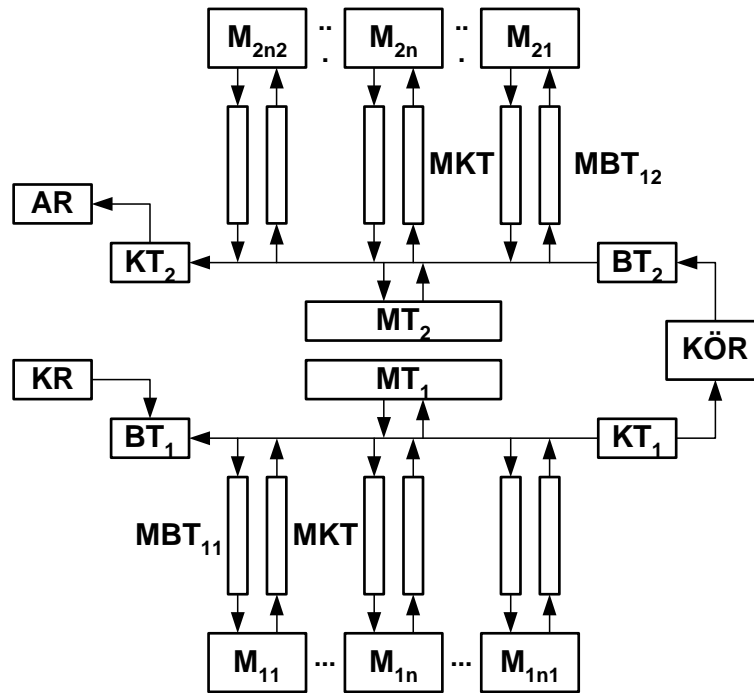 M2n2 .. . M2n .. . M21
MKT MBT12
AR
KT2 BT2
MT2
KÖR
KR MT1
BT1 KT1
MBT11 MKT
M11 ... M1n ... M1n1